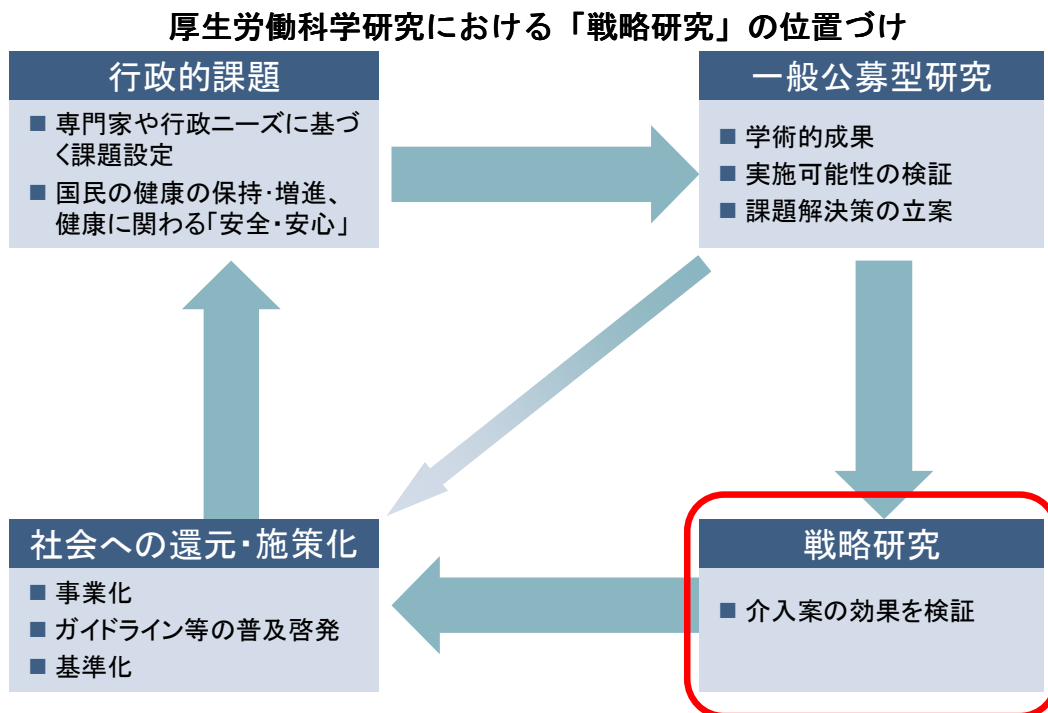 厚生労働科学研究における「戦略研究」の位置づけ
行政的課題
■ 専門家や行政ニーズに基づ
く課題設定
■ 国民の健康の保持・増進、
健康に関わる「安全・安心」
一般公募型研究
■ 学術的成果
■ 実施可能性の検証
■ 課題解決策の立案
社会への還元・施策化
■ 事業化
■ ガイドライン等の普及啓発
■ 基準化
戦略研究
■ 介入案の効果を検証